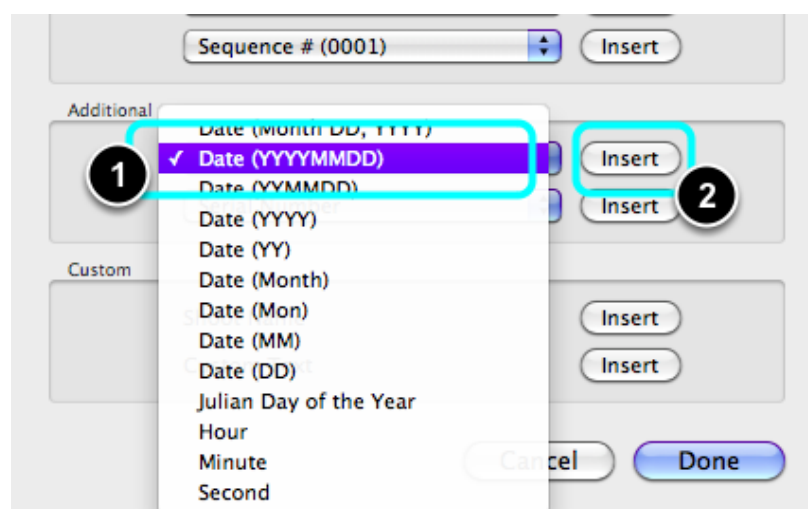 Sequence # (0001) Insert
Additional
Date (Month DD, YYYY)
1 ✓ Date (YYYYMMDD) Insert
Date (YYMMDD) 2
Insert
Date (YYYY)
Date (YY)
Custom
Date (Month)
Date (Mon) Insert
Date (MM)
Date (DD) Insert
Julian Day of the Year
Hour
Minute Cancel Done
Second